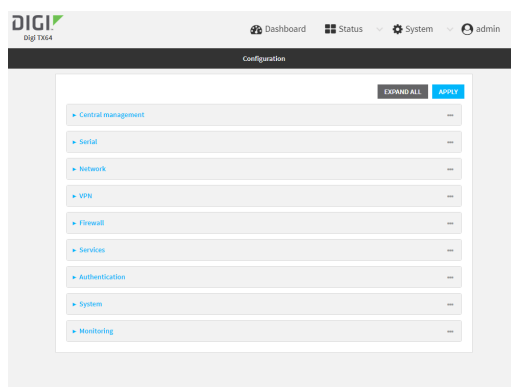 DIGI
Digi TX64
Dashboard Status System admin
Configuration
EXPAND ALL APPLY
Central management
Serial
Network
VPN
Firewall
Services
Authentication
System
Monitoring